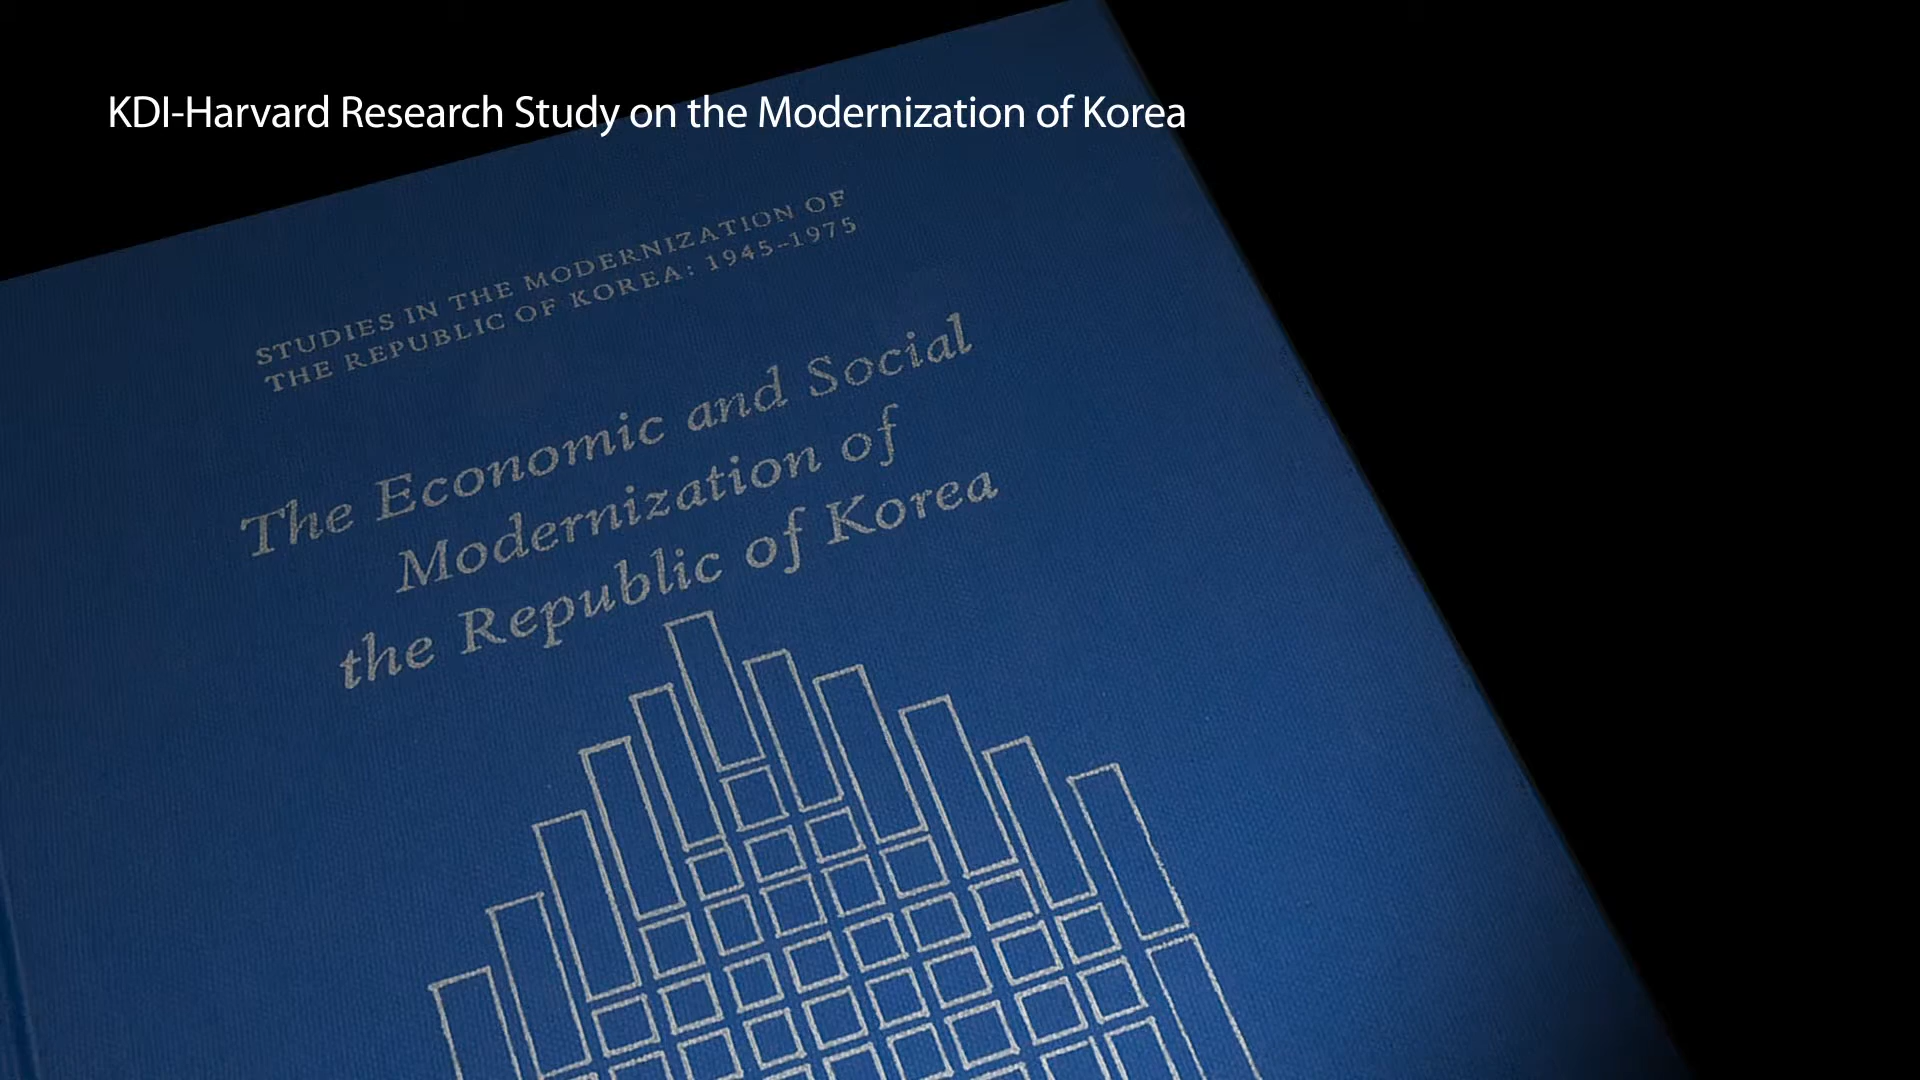 KDI-Harvard Research Study on the Modernization of Korea
STUDIES IN THE MODERNIZATION OF
THE REPUBLIC OF KOREA: 1945-1975
The Economic and Social
Modernization of
the Republic of Korea